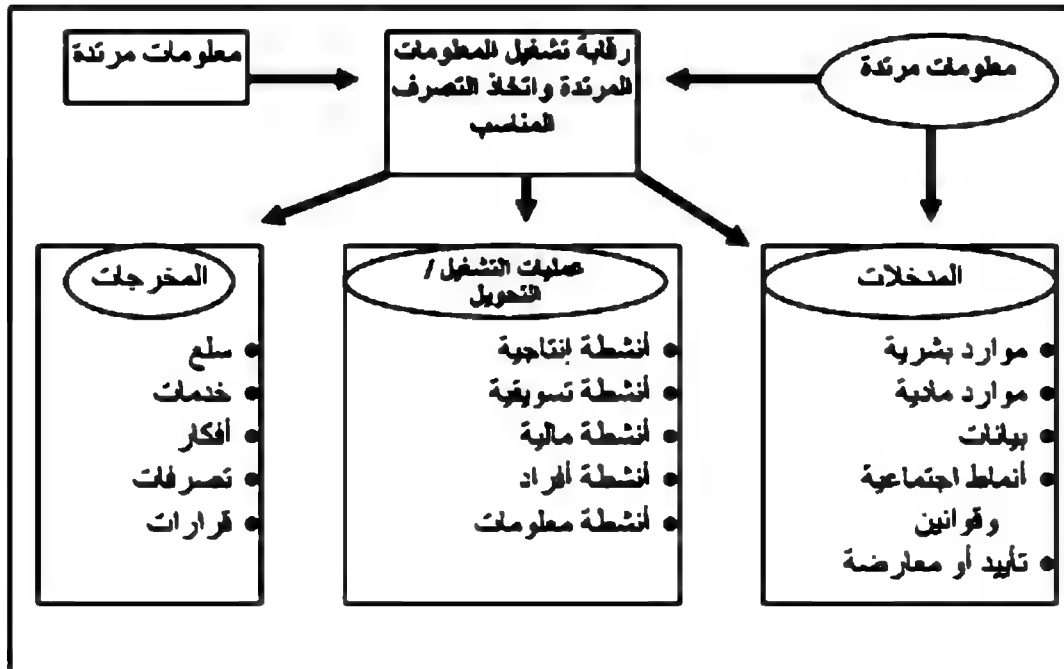 معلومات مرتدة
رقابة تشغيل المعلومات
المرتدة واتخاذ التصرف
المناسب
معلومات مرتدة
المدخلات
• موارد بشرية
• موارد مادية
• بيانات
• أنماط اجتماعية
وقوانين
• تأييد أو معارضة
عمليات التشغيل /
التحويل
• أنشطة إنتاجية
• أنشطة تسويقية
• أنشطة مالية
• أنشطة أفراد
• أنشطة معلومات
المخرجات
• سلع
• خدمات
• أفكار
• تصرفات
• قرارات